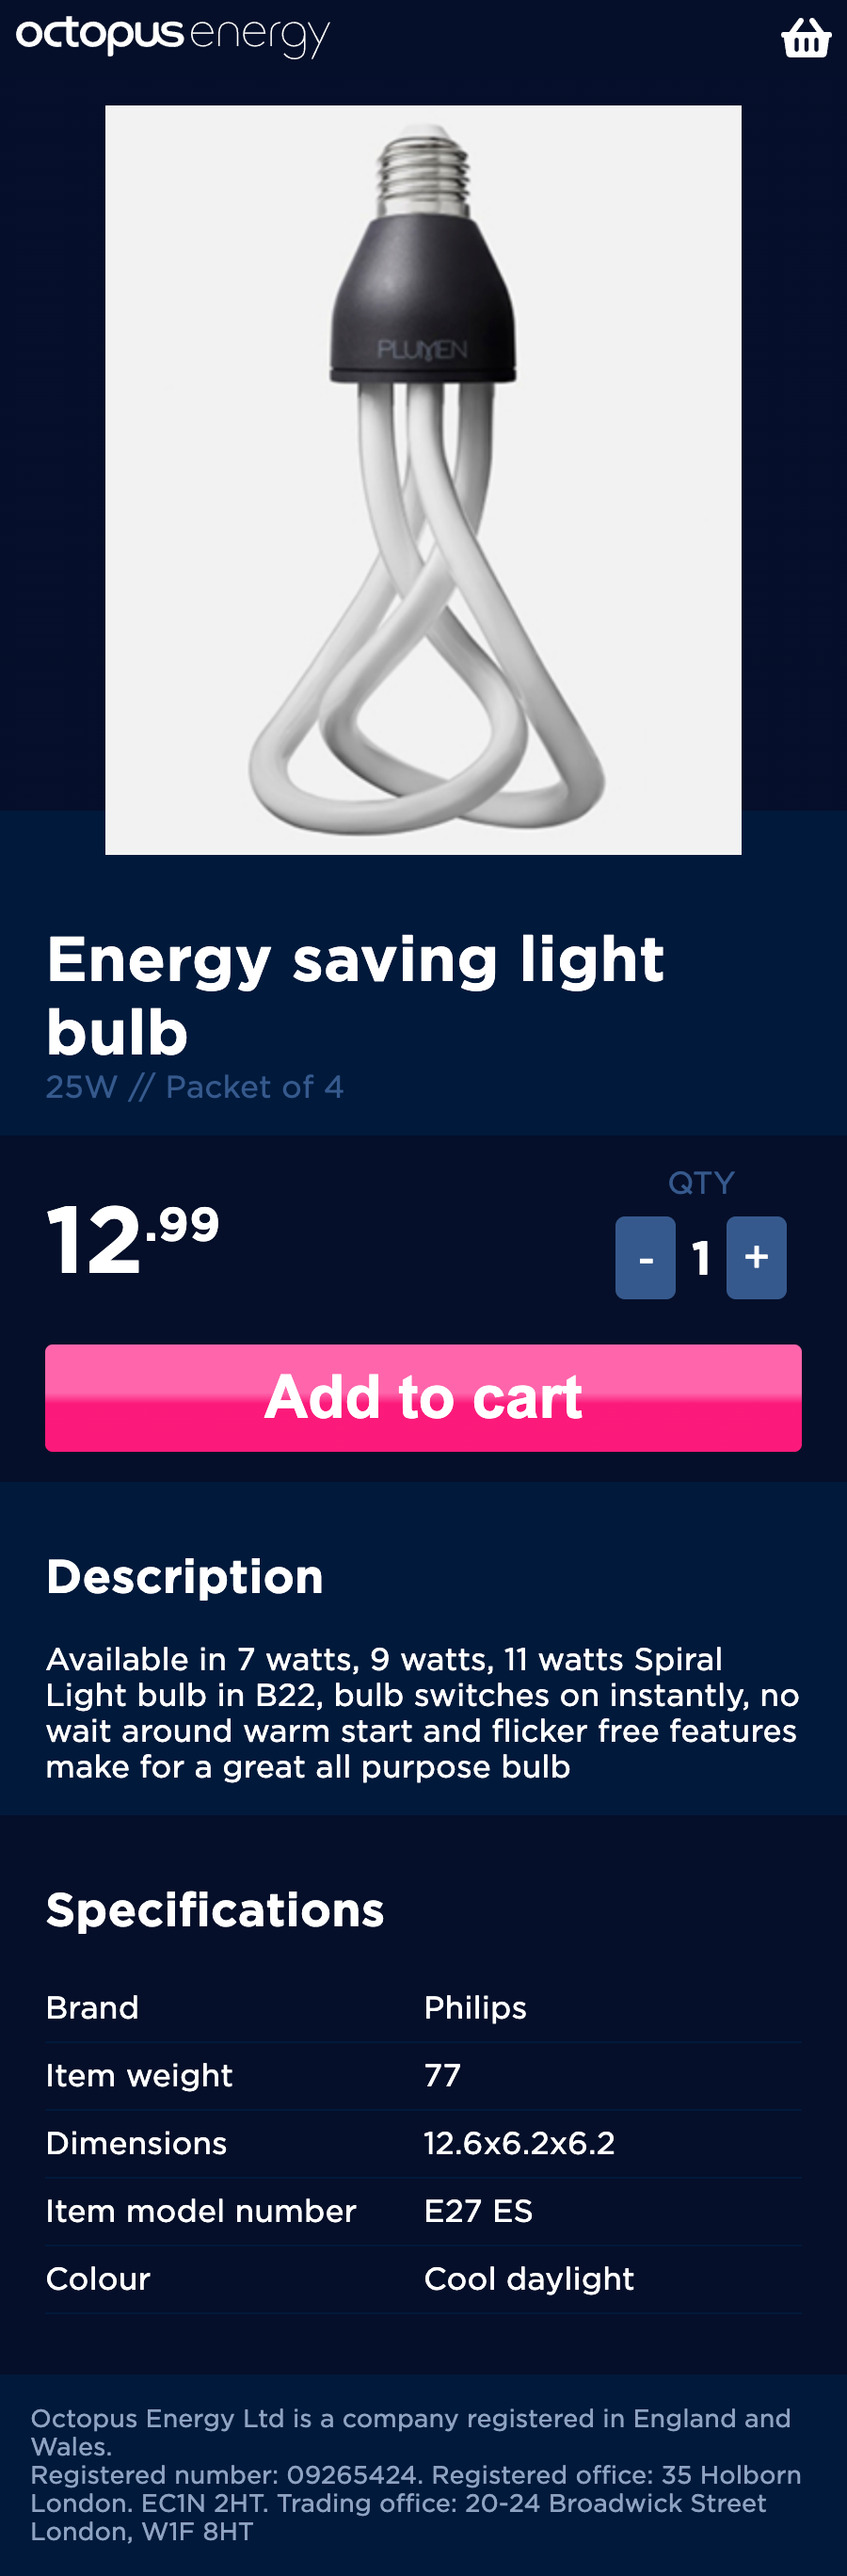 octopus energy
PLUMEN
Energy saving light
bulb
25W // Packet of 4
QTY
12.99
- 1 +
Add to cart
Description
Available in 7 watts, 9 watts, 11 watts Spiral
Light bulb in B22, bulb switches on instantly, no
wait around warm start and flicker free features
make for a great all purpose bulb
Specifications
Brand Philips
Item weight 77
Dimensions 12.6x6.2x6.2
Item model number E27 ES
Colour Cool daylight
Octopus Energy Ltd is a company registered in England and
Wales.
Registered number: 09265424. Registered office: 35 Holborn
London. EC1N 2HT. Trading office: 20-24 Broadwick Street
London, W1F 8HT